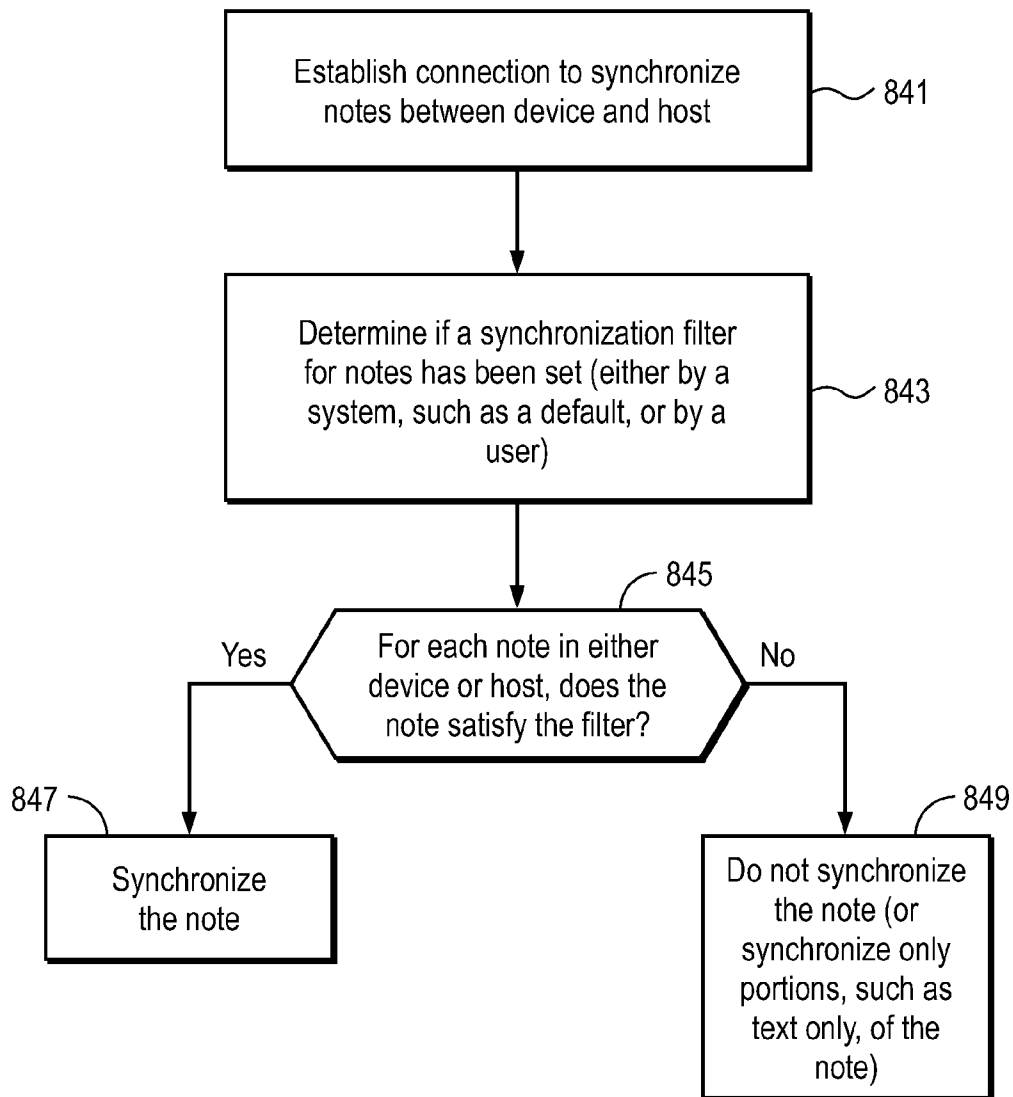 Establish connection to synchronize
notes between device and host
841
Determine if a synchronization filter
for notes has been set (either by a
system, such as a default, or by a
user)
843
845
For each note in either
device or host, does the
note satisfy the filter?
Yes
No
847
Synchronize
the note
849
Do not synchronize
the note (or
synchronize only
portions, such as
text only, of the
note)